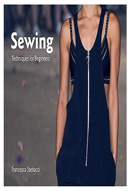 Sewing
Techniques for Beginners
Francesca Sterlacci